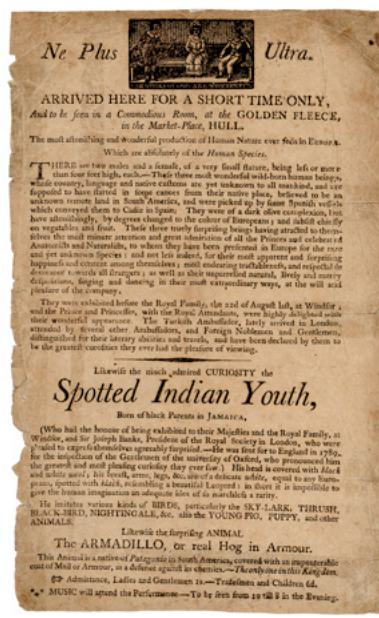 Ne Plus Ultra.
ARRIVED HERE FOR A SHORT TIME ONLY,
And to be seen in a Commodious Room, at the GOLDEN FLEECE,
in the Market-Place, HULL.
The most astonishing and wonderful production of Human Nature ever seen in EUROPE.
Which are absolutely of the Human Species.
THERE are two males and a female, of a very small stature, being less or more
than four feet high, each.—These three most wonderful wild-born human beings,
whose country, language and native customs are yet unknown to all mankind, and are
supposed to have started in some canoes from their native place, believed to be an
unknown remote land in South America, and were picked up by some Spanish vessels
which conveyed them to Cadiz in Spain; They were of a dark olive complexion, but
have astonishingly, by degrees changed to the colour of Europeans; and subsist chiefly
on vegetables and fruit. These three truely surprising beings having attracted to them-
selves the most minute attention and great admiration of all the Princes and celebrated
Anatomists and Naturalists, to whom they have been presented in Europe for the rare
and yet unknown Species; and not less indeed, for their most apparent and surprising
happiness and content among themselves; most endearing tractableness, and respectful de-
demeanour towards all strangers; as well as their unparraled natural, lively and merry
dispositions, singing and dancing in their most extraordinary ways, at the will and
pleasure of the company.
They were exhibited before the Royal Family, the 22d of August last, at Windsor;
and the Prince and Princesses, with the Royal Attendants, were highly delighted with
their wonderful appearance. The Turkish Ambassador, lately arrived in London,
attended by several other Ambassadors, and Foreign Noblemen and Gentlemen,
distinguished for their literary abilities and travels, and have been declared by them to
be the greatest curosities they ever had the pleasure of viewing.
Likewise the much admired CURIOSITY the
Spotted Indian Youth,
Born of black Parents in JAMAICA,
(Who had the honour of being exhibited to their Majesties and the Royal Family, at
Windsor, and Sir Joseph Banks, President of the Royal Society in London, who were
pleased to express themselves agreeably surprised.—He was sent for to England in 1789,
for the inspection of the Gentlemen of the university of Oxford, who pronounced him
the greatest and most pleasing curiosity they ever saw.) His head is covered with black
and white wool; his breast, arms, legs, &c. are of a delicate white, equal to any Euro-
peans, spotted with black, resembling a beautiful Leopard: in short it is impossible to
give the human imagination an adequate idea of so matchless a rarity.
He imitates various kinds of BIRDS, particularly the SKY-LARK, THRUSH,
BLACK-BIRD, NIGHTINGALE, &c. also the YOUNG PIG, PUPPY, and other
ANIMALS.
Likewise the surprising ANIMAL
The ARMADILLO, or real Hog in Armour.
This Animal is a native of Patagonia in South America, covered with an impenetrable
coat of Mail or Armour, as a defence against its enemies.—The only one in this Kingdom.
Admittance, Ladies and Gentlemen 1s.—Tradesmen and Children 6d.
MUSIC will attend the Performance—To be seen from 10 till 8 in the Evening.